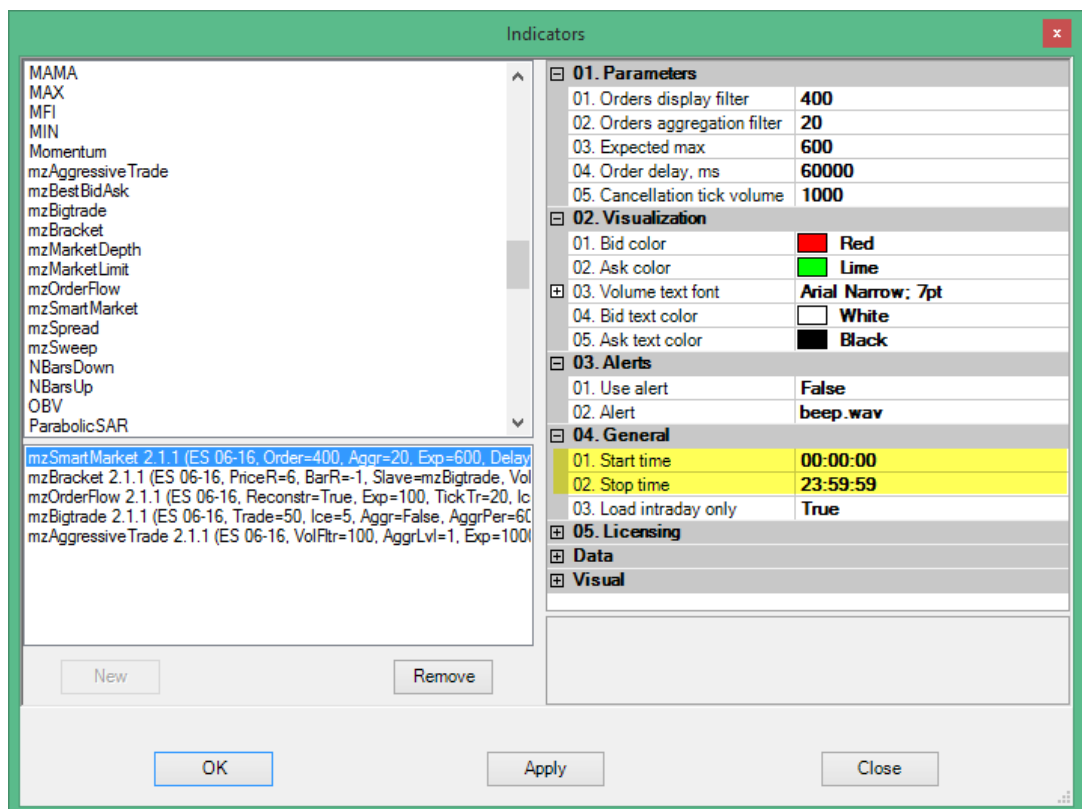 Indicators
x
MAMA
MAX
MFI
MIN
Momentum
mzAggressiveTrade
mzBestBidAsk
mzBigtrade
mzBracket
mzMarketDepth
mzMarketLimit
mzOrderFlow
mzSmartMarket
mzSpread
mzSweep
NBarsDown
NBarsUp
OBV
ParabolicSAR
mzSmartMarket 2.1.1 (ES 06-16, Order=400, Aggr=20, Exp=600, Delay
mzBracket 2.1.1 (ES 06-16, PriceR=6, BarR=-1, Slave=mzBigtrade, Vol
mzOrderFlow 2.1.1 (ES 06-16, Reconstr=True, Exp=100, TickTr=20, Ic
mzBigtrade 2.1.1 (ES 06-16, Trade=50, Ice=5, Aggr=False, AggrPer=60
mzAggressiveTrade 2.1.1 (ES 06-16, VolFltr=100, AggrLvl=1, Exp=1000
New
Remove
01. Parameters
01. Orders display filter 400
02. Orders aggregation filter 20
03. Expected max 600
04. Order delay, ms 60000
05. Cancellation tick volume 1000
02. Visualization
01. Bid color Red
02. Ask color Lime
03. Volume text font Arial Narrow; 7pt
04. Bid text color White
05. Ask text color Black
03. Alerts
01. Use alert False
02. Alert beep.wav
04. General
01. Start time 00:00:00
02. Stop time 23:59:59
03. Load intraday only True
05. Licensing
Data
Visual
OK
Apply
Close